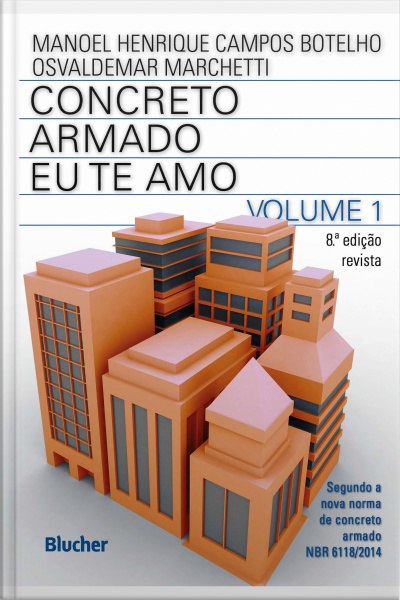 MANOEL HENRIQUE CAMPOS BOTELHO
OSVALDEMAR MARCHETTI
CONCRETO
ARMADO
EU TE AMO
VOLUME 1
8.ª edição
revista
Segundo a
nova norma
de concreto
armado
NBR 6118/2014
Blucher